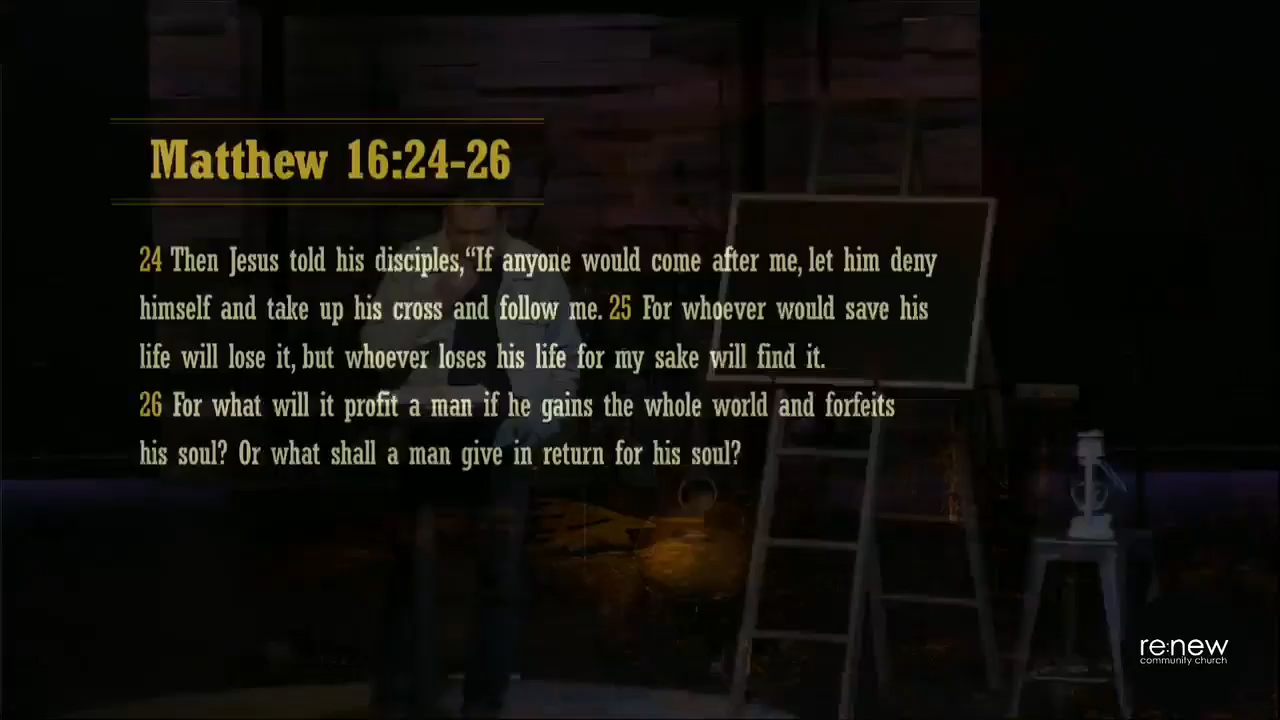 Matthew 16:24-26
24 Then Jesus told his disciples,“If anyone would come after me, let him deny
himself and take up his cross and follow me. 25 For whoever would save his
life will lose it, but whoever loses his life for my sake will find it.
26 For what will it profit a man if he gains the whole world and forfeits
his soul? Or what shall a man give in return for his soul?
re:new
community church